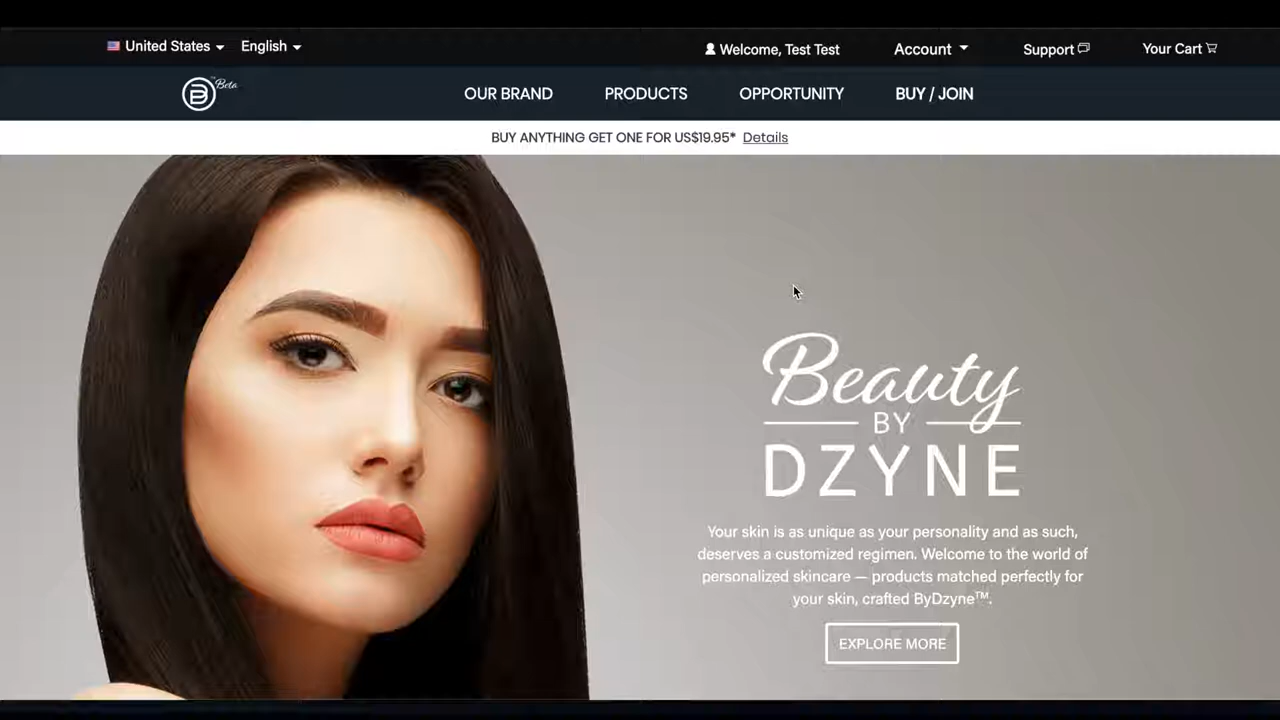 United States English Welcome, Test Test Account Support Your Cart
Beta
OUR BRAND PRODUCTS OPPORTUNITY BUY / JOIN
BUY ANYTHING GET ONE FOR US$19.95* Details
Beauty
BY
DZYNE
Your skin is as unique as your personality and as such,
deserves a customized regimen. Welcome to the world of
personalized skincare — products matched perfectly for
your skin, crafted ByDzyne™.
EXPLORE MORE